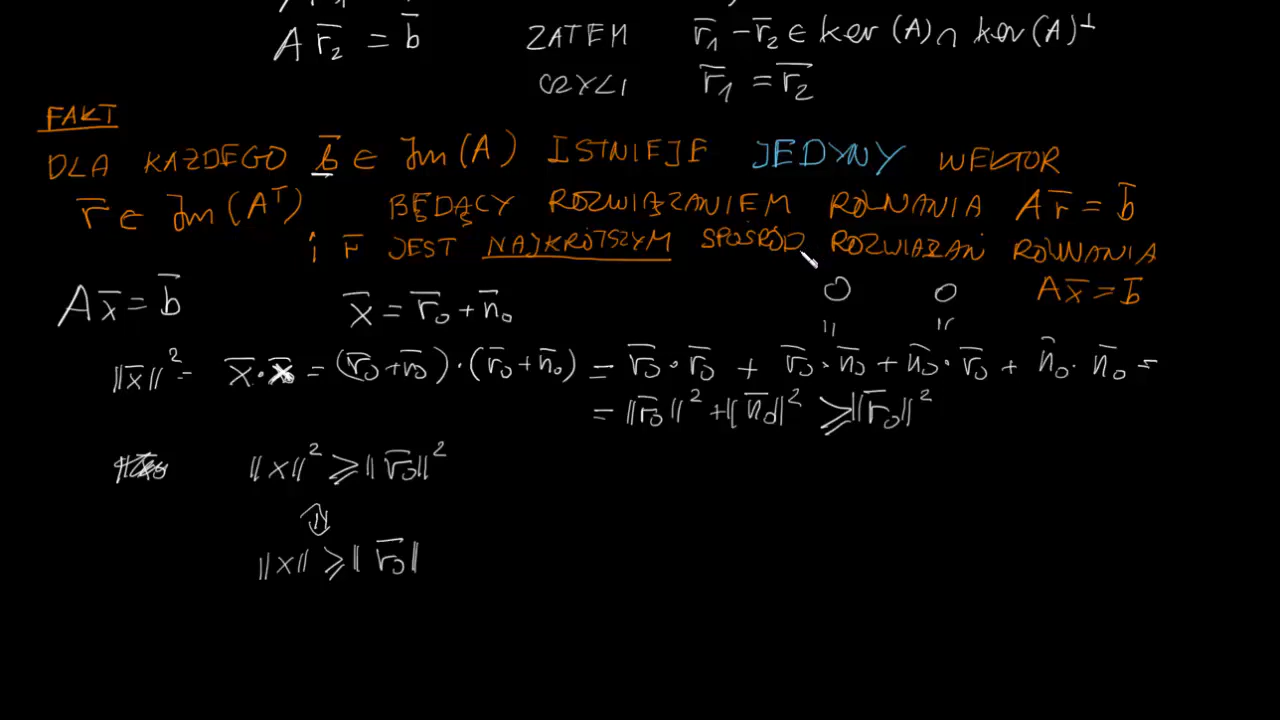 A r̄₂ = b̄ ZATEM r̄₁ − r̄₂ ∈ ker(A) ∩ ker(A)⊥
CZYLI r̄₁ = r̄₂
FAKT
DLA KAŻDEGO b̄ ∈ Im(A) ISTNIEJE JEDYNY WEKTOR
r̄ ∈ Im(Aᵀ) BĘDĄCY ROZWIĄZANIEM RÓWNANIA A r̄ = b̄
i r̄ JEST NAJKRÓTSZYM SPOŚRÓD ROZWIĄZAŃ RÓWNANIA
A x̄ = b̄
A x̄ = b̄ x̄ = r̄₀ + n̄₀
0 0
|| ||
||x̄||² = x̄ · x̄ = (r̄₀ + n̄₀) · (r̄₀ + n̄₀) = r̄₀ · r̄₀ + r̄₀ · n̄₀ + n̄₀ · r̄₀ + n̄₀ · n̄₀ =
= ||r̄₀||² + ||n̄₀||² ⩾ ||r̄₀||²
||x||² ⩾ ||r̄₀||²
⇓
||x|| ⩾ ||r̄₀||